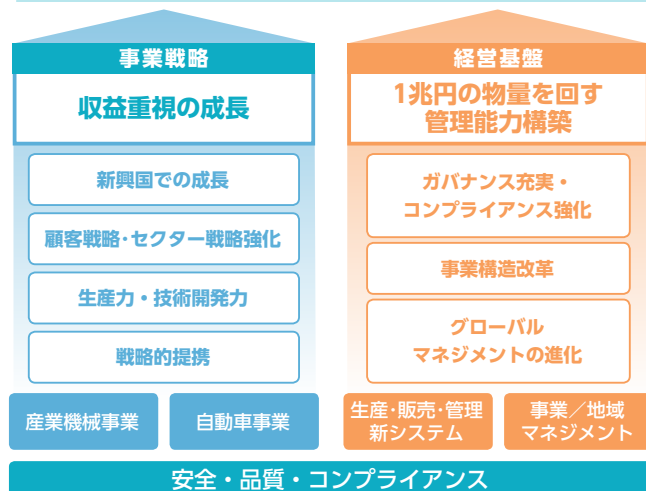 事業戦略
収益重視の成長
新興国での成長
顧客戦略・セクター戦略強化
生産力・技術開発力
戦略的提携
産業機械事業
自動車事業
経営基盤
1兆円の物量を回す
管理能力構築
ガバナンス充実・
コンプライアンス強化
事業構造改革
グローバル
マネジメントの進化
生産・販売・管理
新システム
事業／地域
マネジメント
安全・品質・コンプライアンス